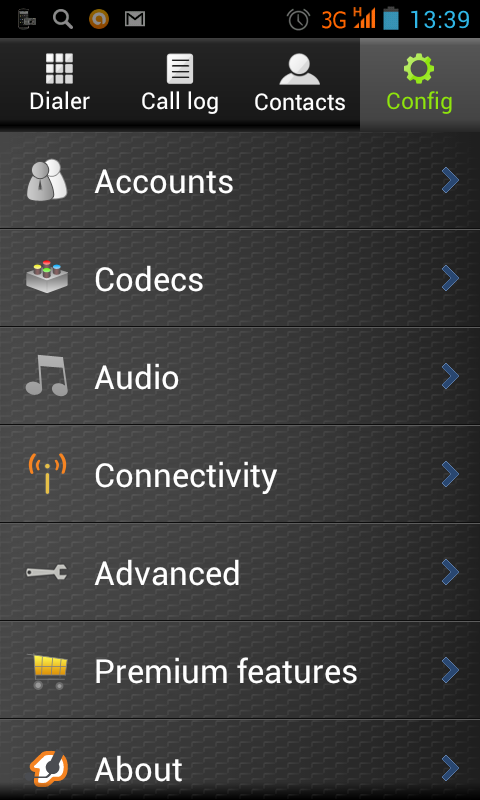 3G H 13:39
Dialer Call log Contacts Config
Accounts
Codecs
Audio
Connectivity
Advanced
Premium features
About